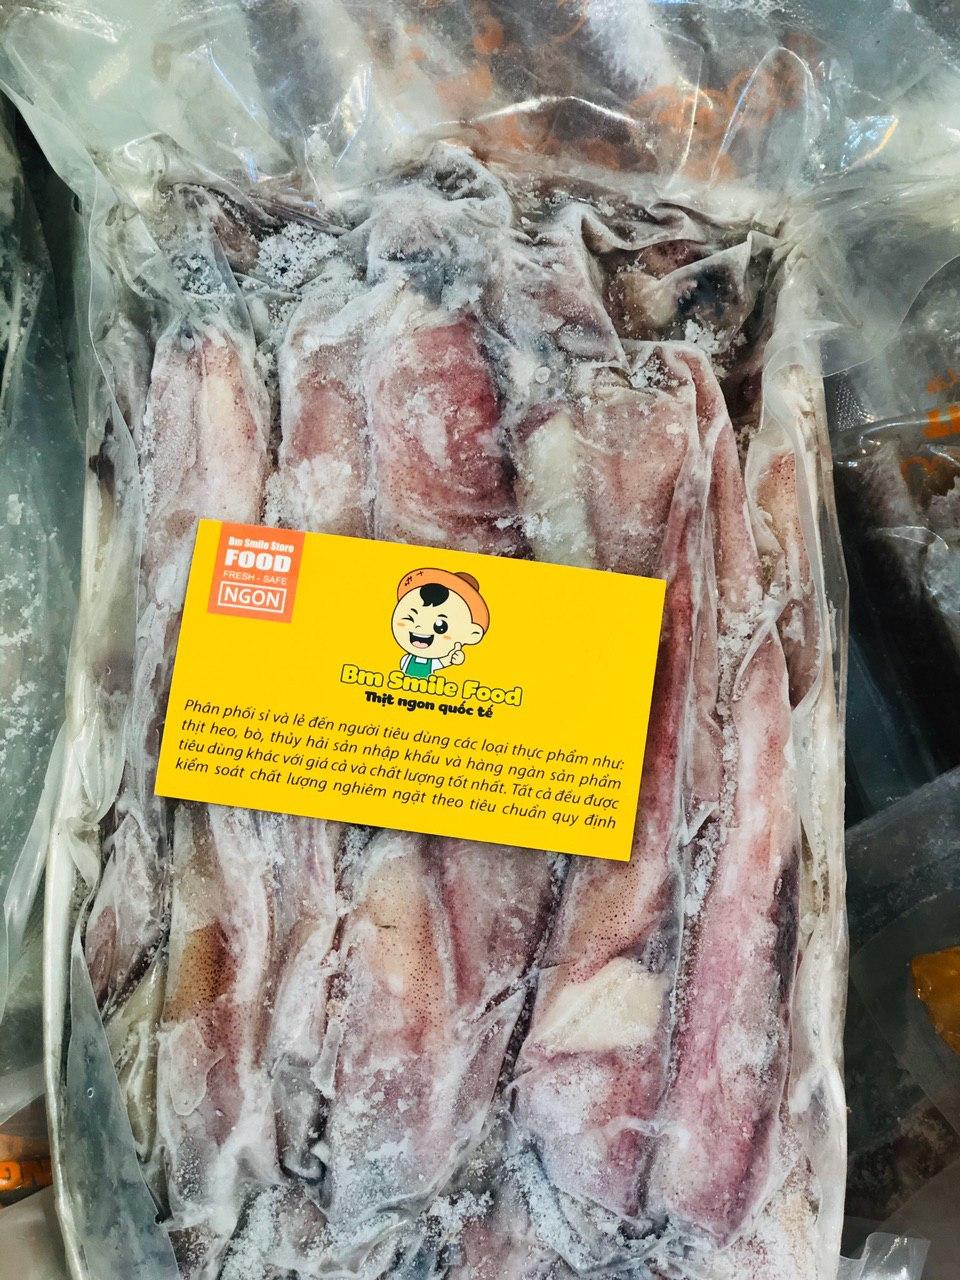 Bm Smile Store
FOOD
FRESH - SAFE
NGON
Bm Smile Food
Thịt ngon quốc tế
Phân phối sỉ và lẻ đến người tiêu dùng các loại thực phẩm như:
thịt heo, bò, thủy hải sản nhập khẩu và hàng ngàn sản phẩm
tiêu dùng khác với giá cả và chất lượng tốt nhất. Tất cả đều được
kiểm soát chất lượng nghiêm ngặt theo tiêu chuẩn quy định